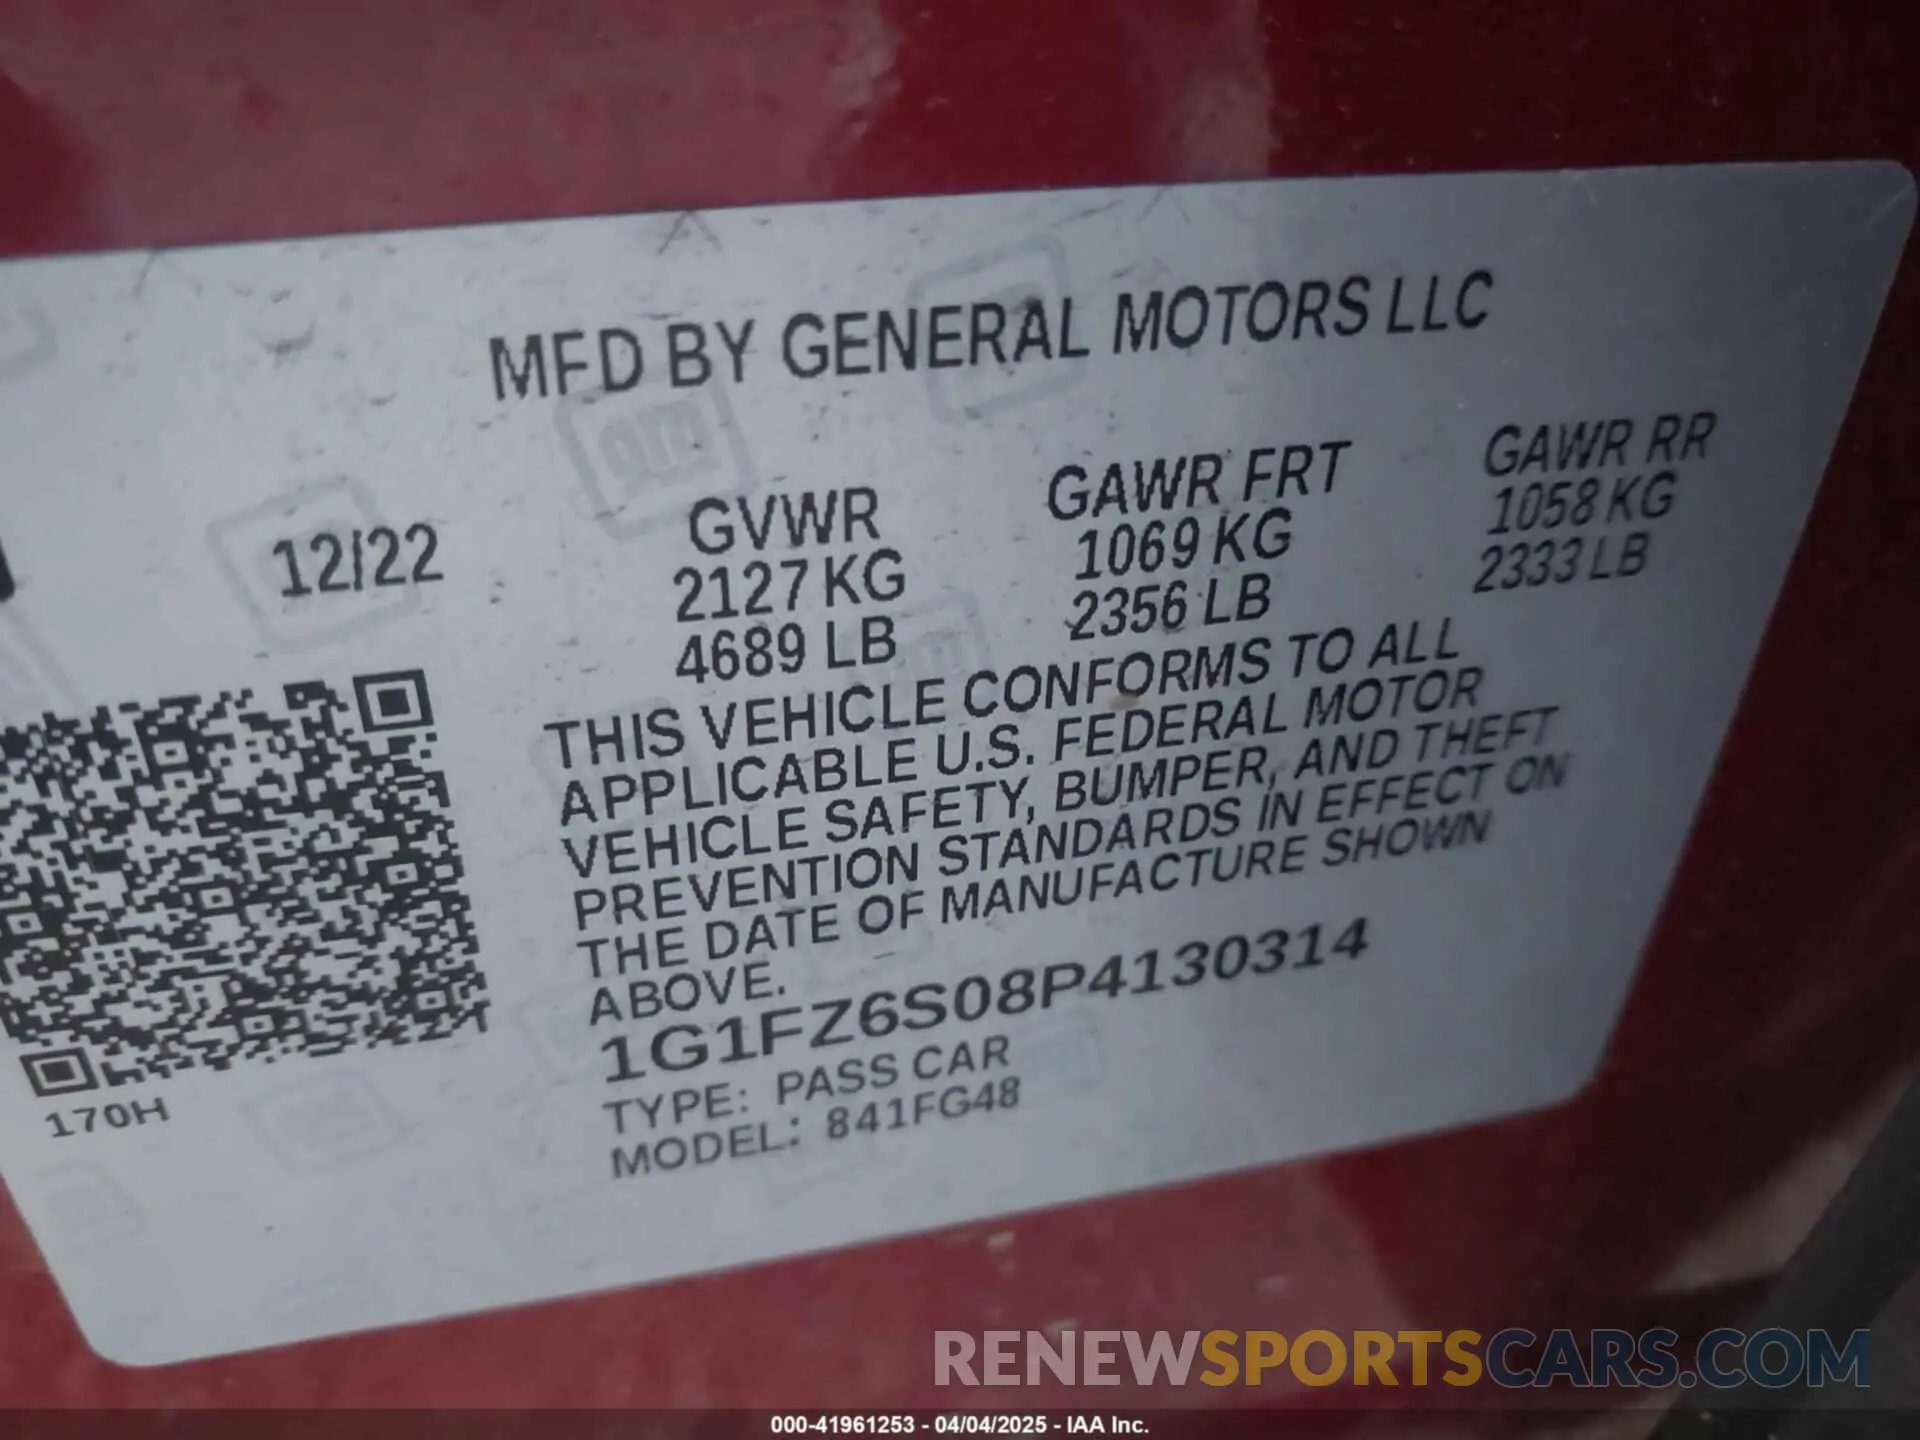 MFD BY GENERAL MOTORS LLC
12/22
GVWR
2127 KG
4689 LB
GAWR FRT
1069 KG
2356 LB
GAWR RR
1058 KG
2333 LB
THIS VEHICLE CONFORMS TO ALL
APPLICABLE U.S. FEDERAL MOTOR
VEHICLE SAFETY, BUMPER, AND THEFT
PREVENTION STANDARDS IN EFFECT ON
THE DATE OF MANUFACTURE SHOWN
ABOVE.
1G1FZ6S08P4130314
TYPE: PASS CAR
MODEL: 841FG48
170H
gm
RENEWSPORTSCARS.COM
000-41961253 - 04/04/2025 - IAA Inc.